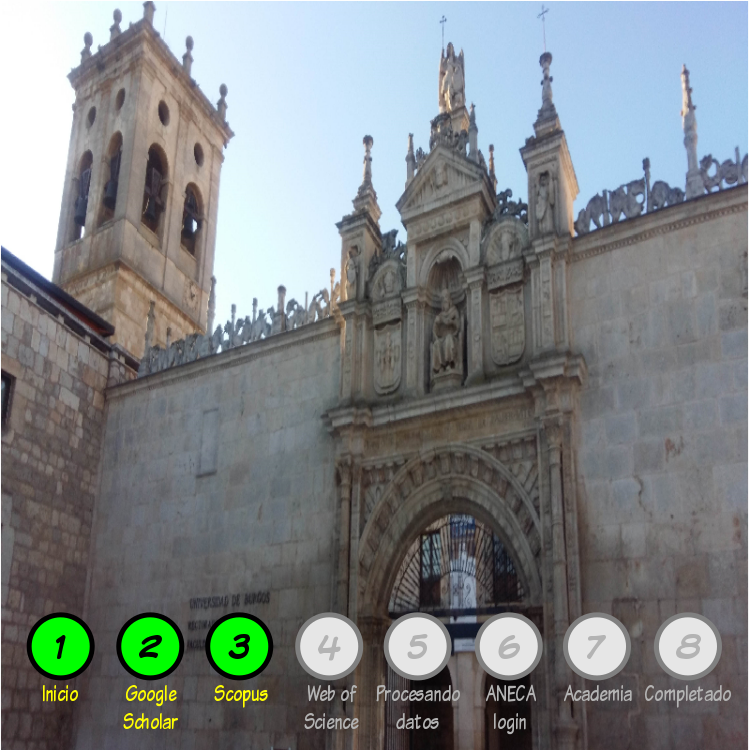 UNIVERSIDAD DE BURGOS
1
2
3
4
5
6
7
8
Inicio
Google Scholar
Scopus
Web of Science
Procesando datos
ANECA login
Academia
Completado